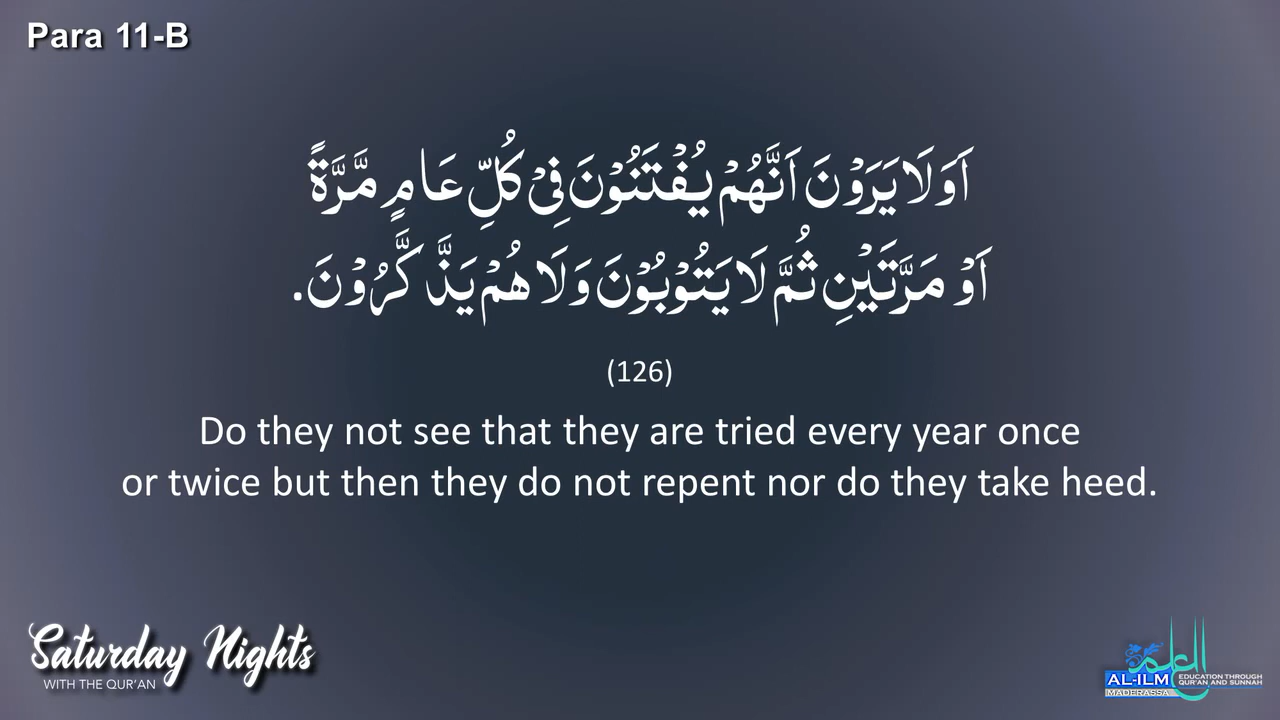 Para 11-B
اَوَلَا يَرَوْنَ اَنَّهُمْ يُفْتَنُوْنَ فِيْ كُلِّ عَامٍ مَّرَّةً
اَوْ مَرَّتَيْنِ ثُمَّ لَا يَتُوْبُوْنَ وَلَا هُمْ يَذَّكَّرُوْنَ.
(126)
Do they not see that they are tried every year once
or twice but then they do not repent nor do they take heed.
Saturday Nights
WITH THE QUR'AN
العلم
AL-ILM
MADERASSA
EDUCATION THROUGH
QUR'AN AND SUNNAH